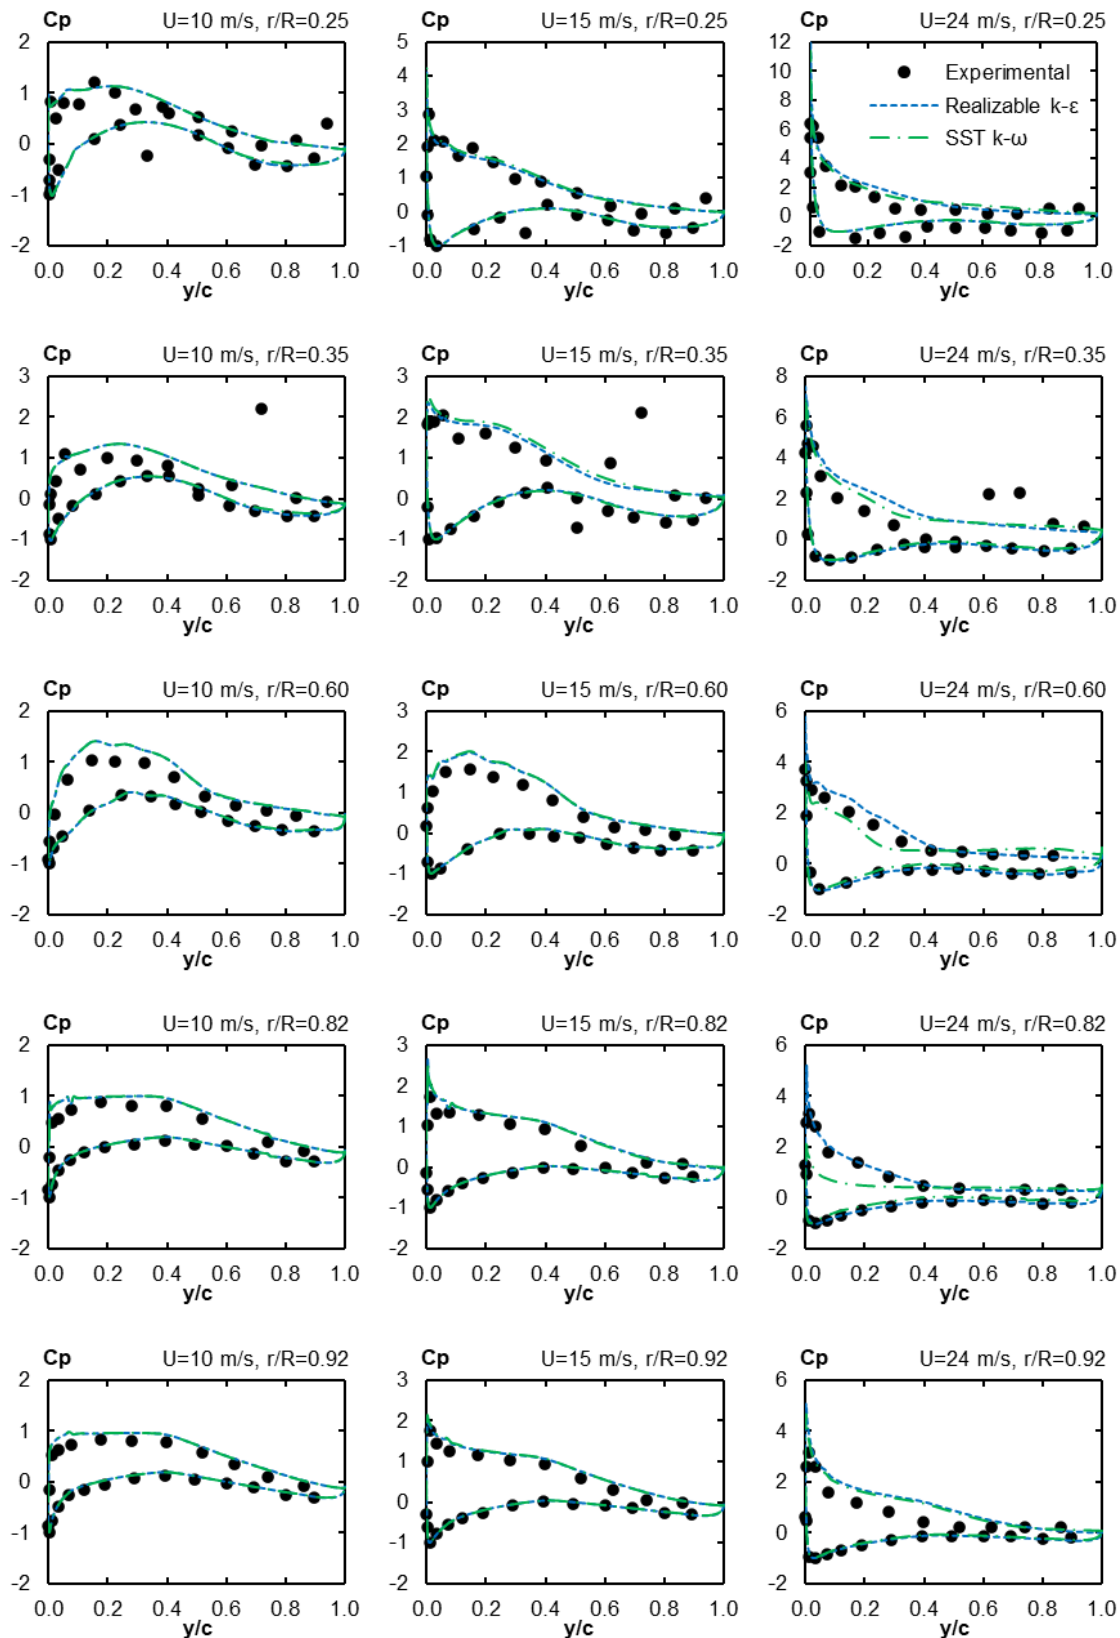 Cp U=10 m/s, r/R=0.25 Cp U=15 m/s, r/R=0.25 Cp U=24 m/s, r/R=0.25
2 1 0 -1 -2
5 4 3 2 1 0 -1
12 10 8 6 4 2 0 -2
Experimental
Realizable k-ε
SST k-ω
0.0 0.2 0.4 0.6 0.8 1.0 0.0 0.2 0.4 0.6 0.8 1.0 0.0 0.2 0.4 0.6 0.8 1.0
y/c y/c y/c
Cp U=10 m/s, r/R=0.35 Cp U=15 m/s, r/R=0.35 Cp U=24 m/s, r/R=0.35
3 2 1 0 -1 -2
3 2 1 0 -1 -2
8 6 4 2 0 -2
0.0 0.2 0.4 0.6 0.8 1.0 0.0 0.2 0.4 0.6 0.8 1.0 0.0 0.2 0.4 0.6 0.8 1.0
y/c y/c y/c
Cp U=10 m/s, r/R=0.60 Cp U=15 m/s, r/R=0.60 Cp U=24 m/s, r/R=0.60
2 1 0 -1 -2
3 2 1 0 -1 -2
6 4 2 0 -2
0.0 0.2 0.4 0.6 0.8 1.0 0.0 0.2 0.4 0.6 0.8 1.0 0.0 0.2 0.4 0.6 0.8 1.0
y/c y/c y/c
Cp U=10 m/s, r/R=0.82 Cp U=15 m/s, r/R=0.82 Cp U=24 m/s, r/R=0.82
2 1 0 -1 -2
3 2 1 0 -1 -2
6 4 2 0 -2
0.0 0.2 0.4 0.6 0.8 1.0 0.0 0.2 0.4 0.6 0.8 1.0 0.0 0.2 0.4 0.6 0.8 1.0
y/c y/c y/c
Cp U=10 m/s, r/R=0.92 Cp U=15 m/s, r/R=0.92 Cp U=24 m/s, r/R=0.92
2 1 0 -1 -2
3 2 1 0 -1 -2
6 4 2 0 -2
0.0 0.2 0.4 0.6 0.8 1.0 0.0 0.2 0.4 0.6 0.8 1.0 0.0 0.2 0.4 0.6 0.8 1.0
y/c y/c y/c